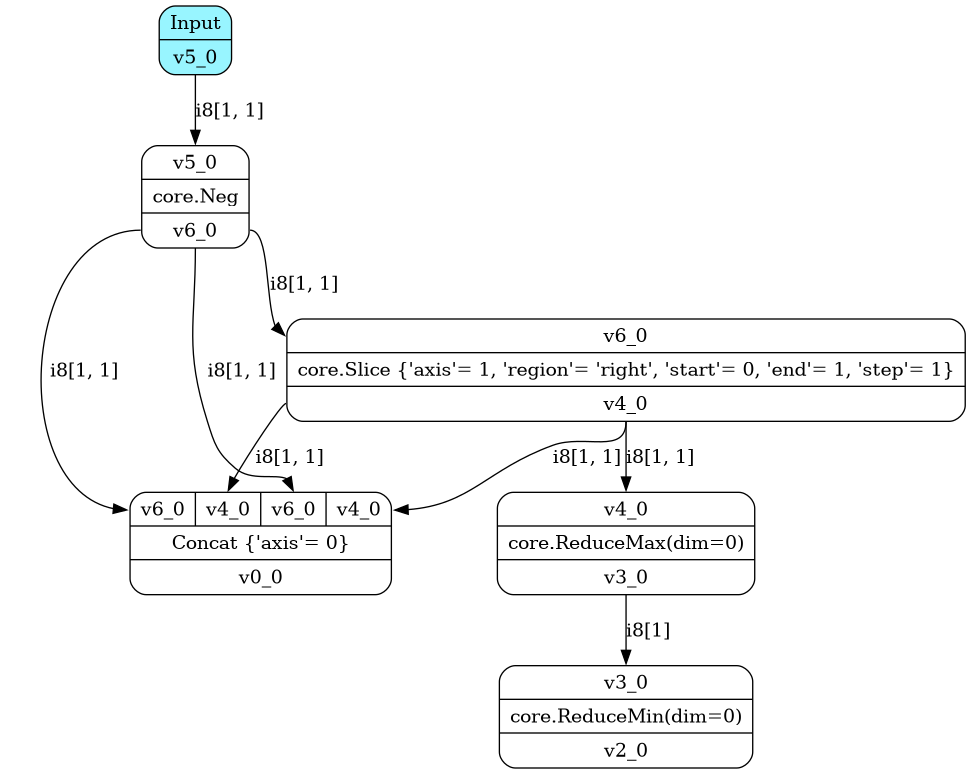 Input
v5_0
i8[1, 1]
v5_0
core.Neg
v6_0
i8[1, 1]
i8[1, 1]
i8[1, 1]
v6_0
core.Slice {'axis'= 1, 'region'= 'right', 'start'= 0, 'end'= 1, 'step'= 1}
v4_0
i8[1, 1]
i8[1, 1]
i8[1, 1]
v6_0 v4_0 v6_0 v4_0
Concat {'axis'= 0}
v0_0
v4_0
core.ReduceMax(dim=0)
v3_0
i8[1]
v3_0
core.ReduceMin(dim=0)
v2_0